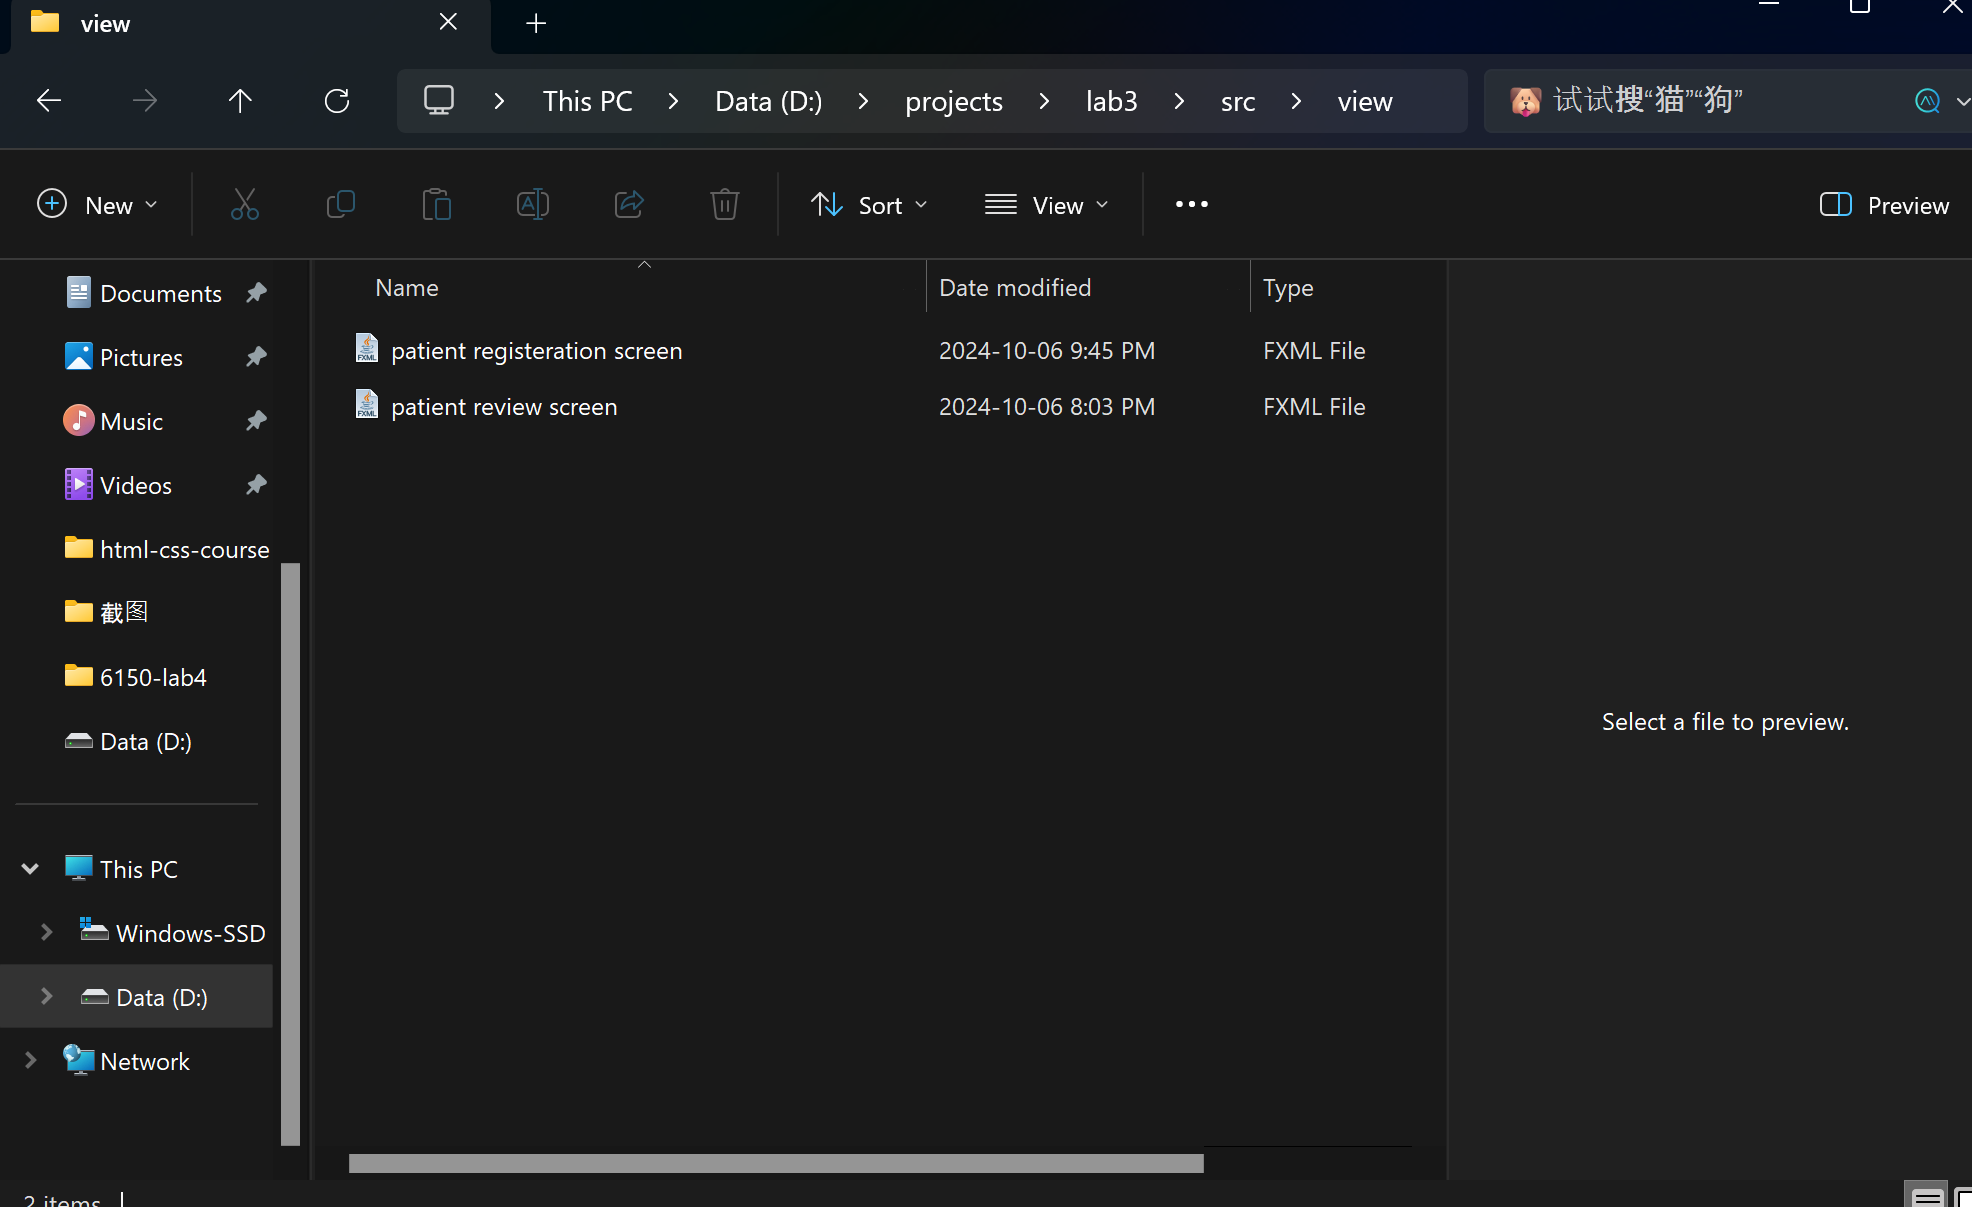 view
This PC > Data (D:) > projects > lab3 > src > view
试试搜“猫”“狗”
New
Sort
View
Preview
Documents
Pictures
Music
Videos
html-css-course
截图
6150-lab4
Data (D:)
This PC
Windows-SSD
Data (D:)
Network
Name Date modified Type
patient registeration screen 2024-10-06 9:45 PM FXML File
patient review screen 2024-10-06 8:03 PM FXML File
Select a file to preview.
2 items